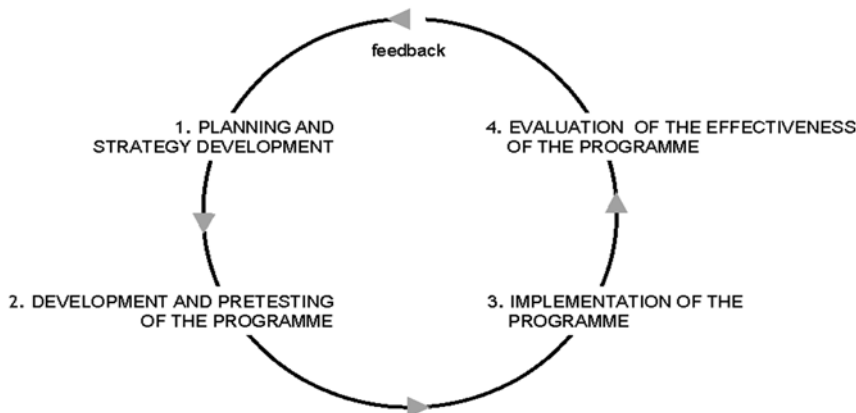 feedback
1. PLANNING AND
STRATEGY DEVELOPMENT
4. EVALUATION OF THE EFFECTIVENESS
OF THE PROGRAMME
2. DEVELOPMENT AND PRETESTING
OF THE PROGRAMME
3. IMPLEMENTATION OF THE
PROGRAMME